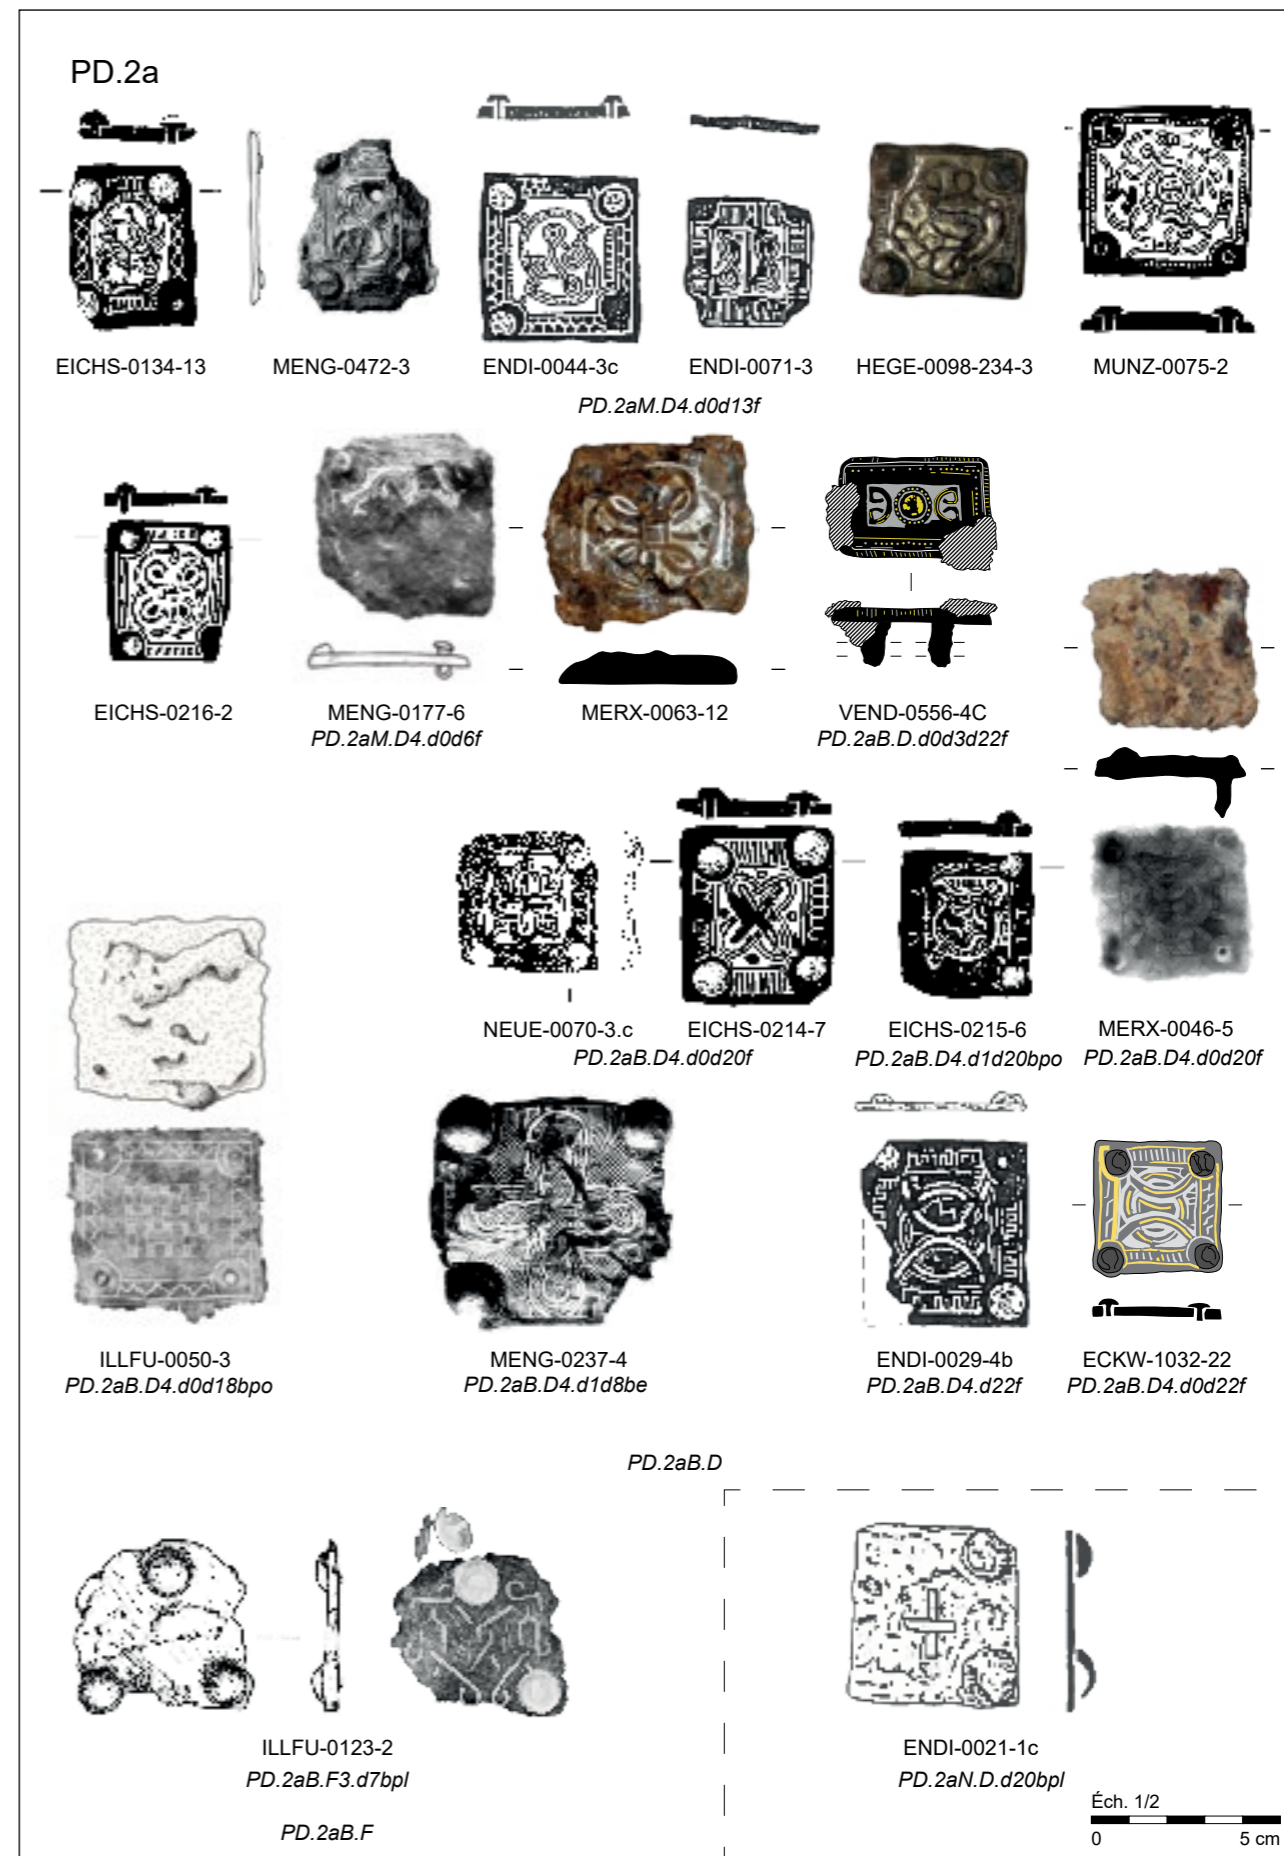 PD.2a
EICHS-0134-13 MENG-0472-3 ENDI-0044-3c ENDI-0071-3 HEGE-0098-234-3 MUNZ-0075-2
PD.2aM.D4.d0d13f
EICHS-0216-2 MENG-0177-6 MERX-0063-12 VEND-0556-4C
PD.2aM.D4.d0d6f PD.2aB.D.d0d3d22f
NEUE-0070-3.c EICHS-0214-7 EICHS-0215-6 MERX-0046-5
PD.2aB.D4.d0d20f PD.2aB.D4.d1d20bpo PD.2aB.D4.d0d20f
ILLFU-0050-3 MENG-0237-4 ENDI-0029-4b ECKW-1032-22
PD.2aB.D4.d0d18bpo PD.2aB.D4.d1d8be PD.2aB.D4.d22f PD.2aB.D4.d0d22f
PD.2aB.D
ILLFU-0123-2 ENDI-0021-1c
PD.2aB.F3.d7bpl PD.2aN.D.d20bpl
PD.2aB.F
Éch. 1/2
0 5 cm